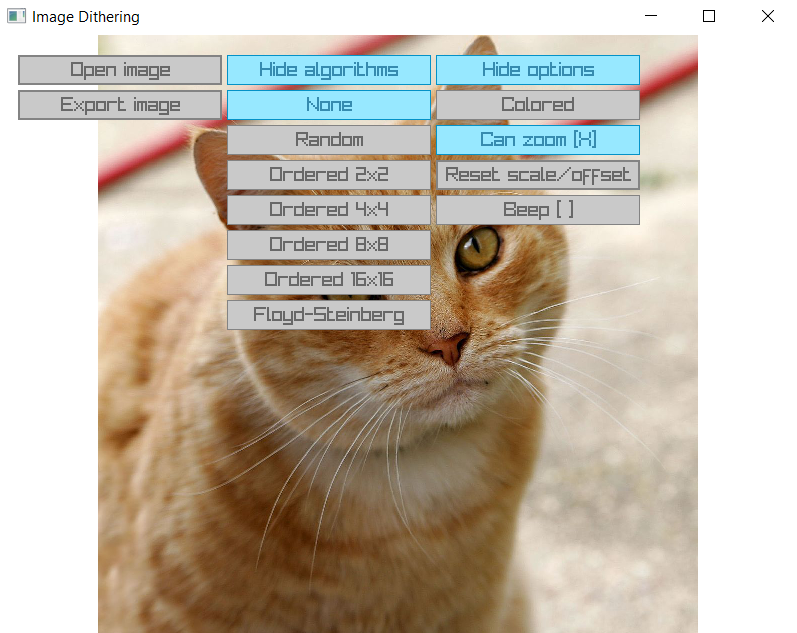 Image Dithering
Open image
Hide algorithms
Hide options
Export image
None
Colored
Random
Can zoom [X]
Ordered 2x2
Reset scale/offset
Ordered 4x4
Beep [ ]
Ordered 8x8
Ordered 16x16
Floyd-Steinberg